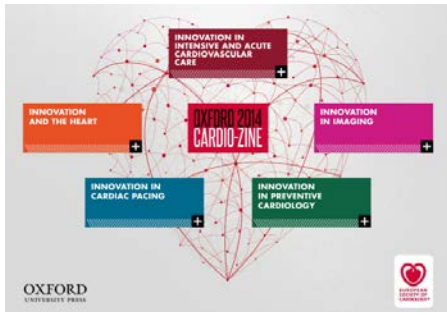 INNOVATION IN
INTENSIVE AND ACUTE
CARDIOVASCULAR
CARE
INNOVATION
AND THE HEART
OXFORD 2014
CARDIO-ZINE
INNOVATION
IN IMAGING
INNOVATION IN
CARDIAC PACING
INNOVATION
IN PREVENTIVE
CARDIOLOGY
OXFORD
UNIVERSITY PRESS
EUROPEAN
SOCIETY OF
CARDIOLOGY